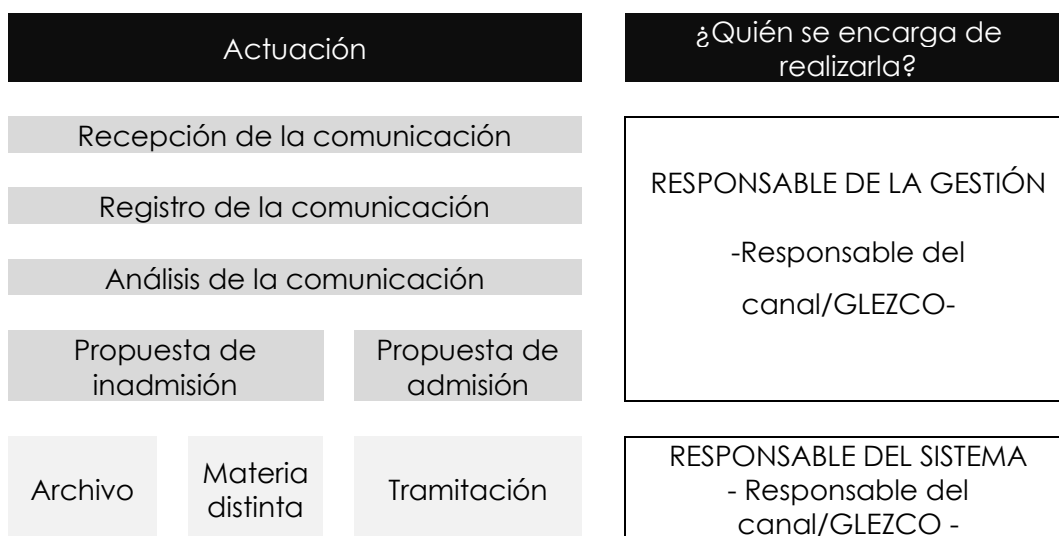 Actuación
¿Quién se encarga de
realizarla?
Recepción de la comunicación
Registro de la comunicación
Análisis de la comunicación
Propuesta de
inadmisión
Propuesta de
admisión
RESPONSABLE DE LA GESTIÓN
-Responsable del
canal/GLEZCO-
Archivo
Materia
distinta
Tramitación
RESPONSABLE DEL SISTEMA
- Responsable del
canal/GLEZCO -